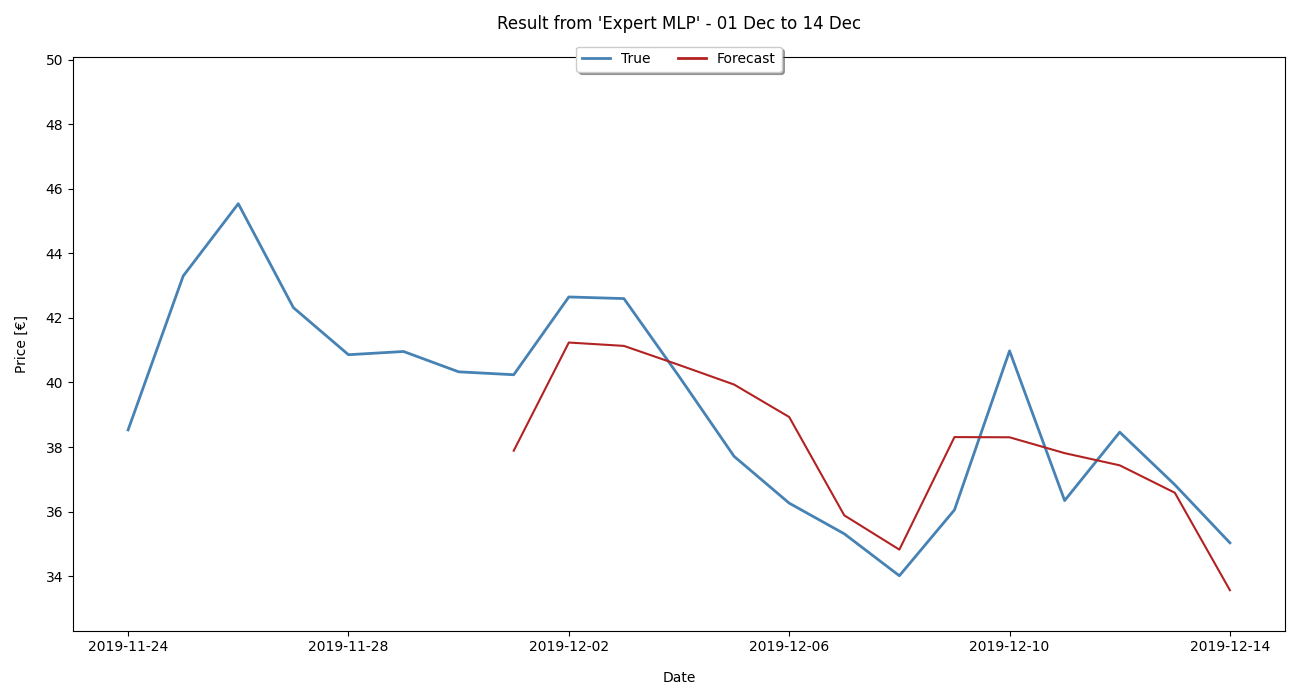 Result from 'Expert MLP' - 01 Dec to 14 Dec
True Forecast
50
48
46
44
42
40
38
36
34
Price [€]
2019-11-24 2019-11-28 2019-12-02 2019-12-06 2019-12-10 2019-12-14
Date